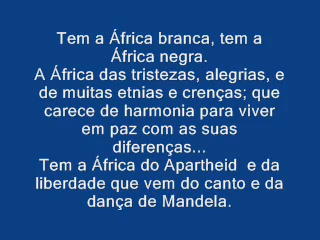 Tem a África branca, tem a
África negra.
A África das tristezas, alegrias, e
de muitas etnias e crenças; que
carece de harmonia para viver
em paz com as suas
diferenças...
Tem a África do Apartheid  e da
liberdade que vem do canto e da
dança de Mandela.